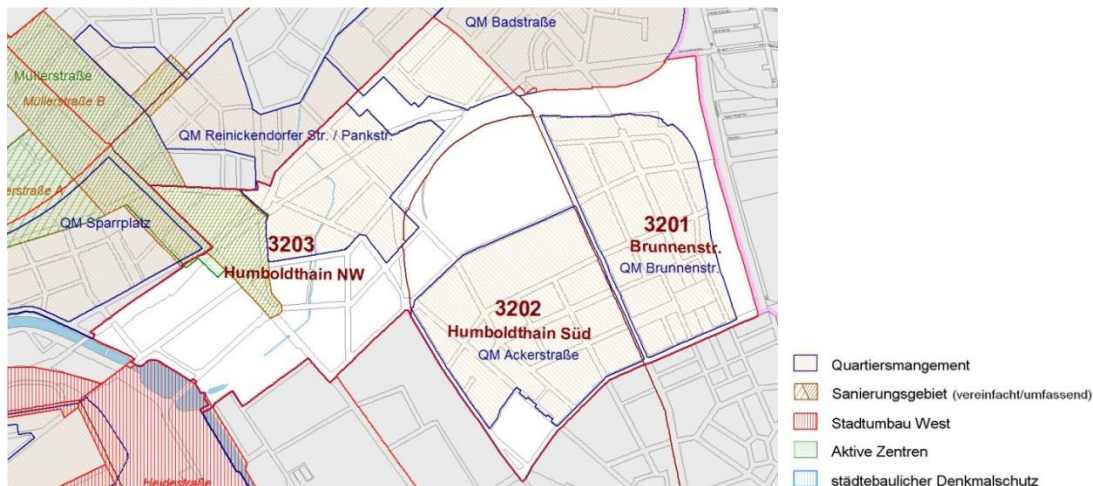 QM Badstraße
Müllerstraße
Müllerstraße B
QM Reinickendorfer Str. / Pankstr.
erstraße A
QM Sparrplatz
3203
Humboldthain NW
3201
Brunnenstr.
QM Brunnenstr.
3202
Humboldthain Süd
QM Ackerstraße
Heidestraße
Quartiersmangement
Sanierungsgebiet (vereinfacht/umfassend)
Stadtumbau West
Aktive Zentren
städtebaulicher Denkmalschutz